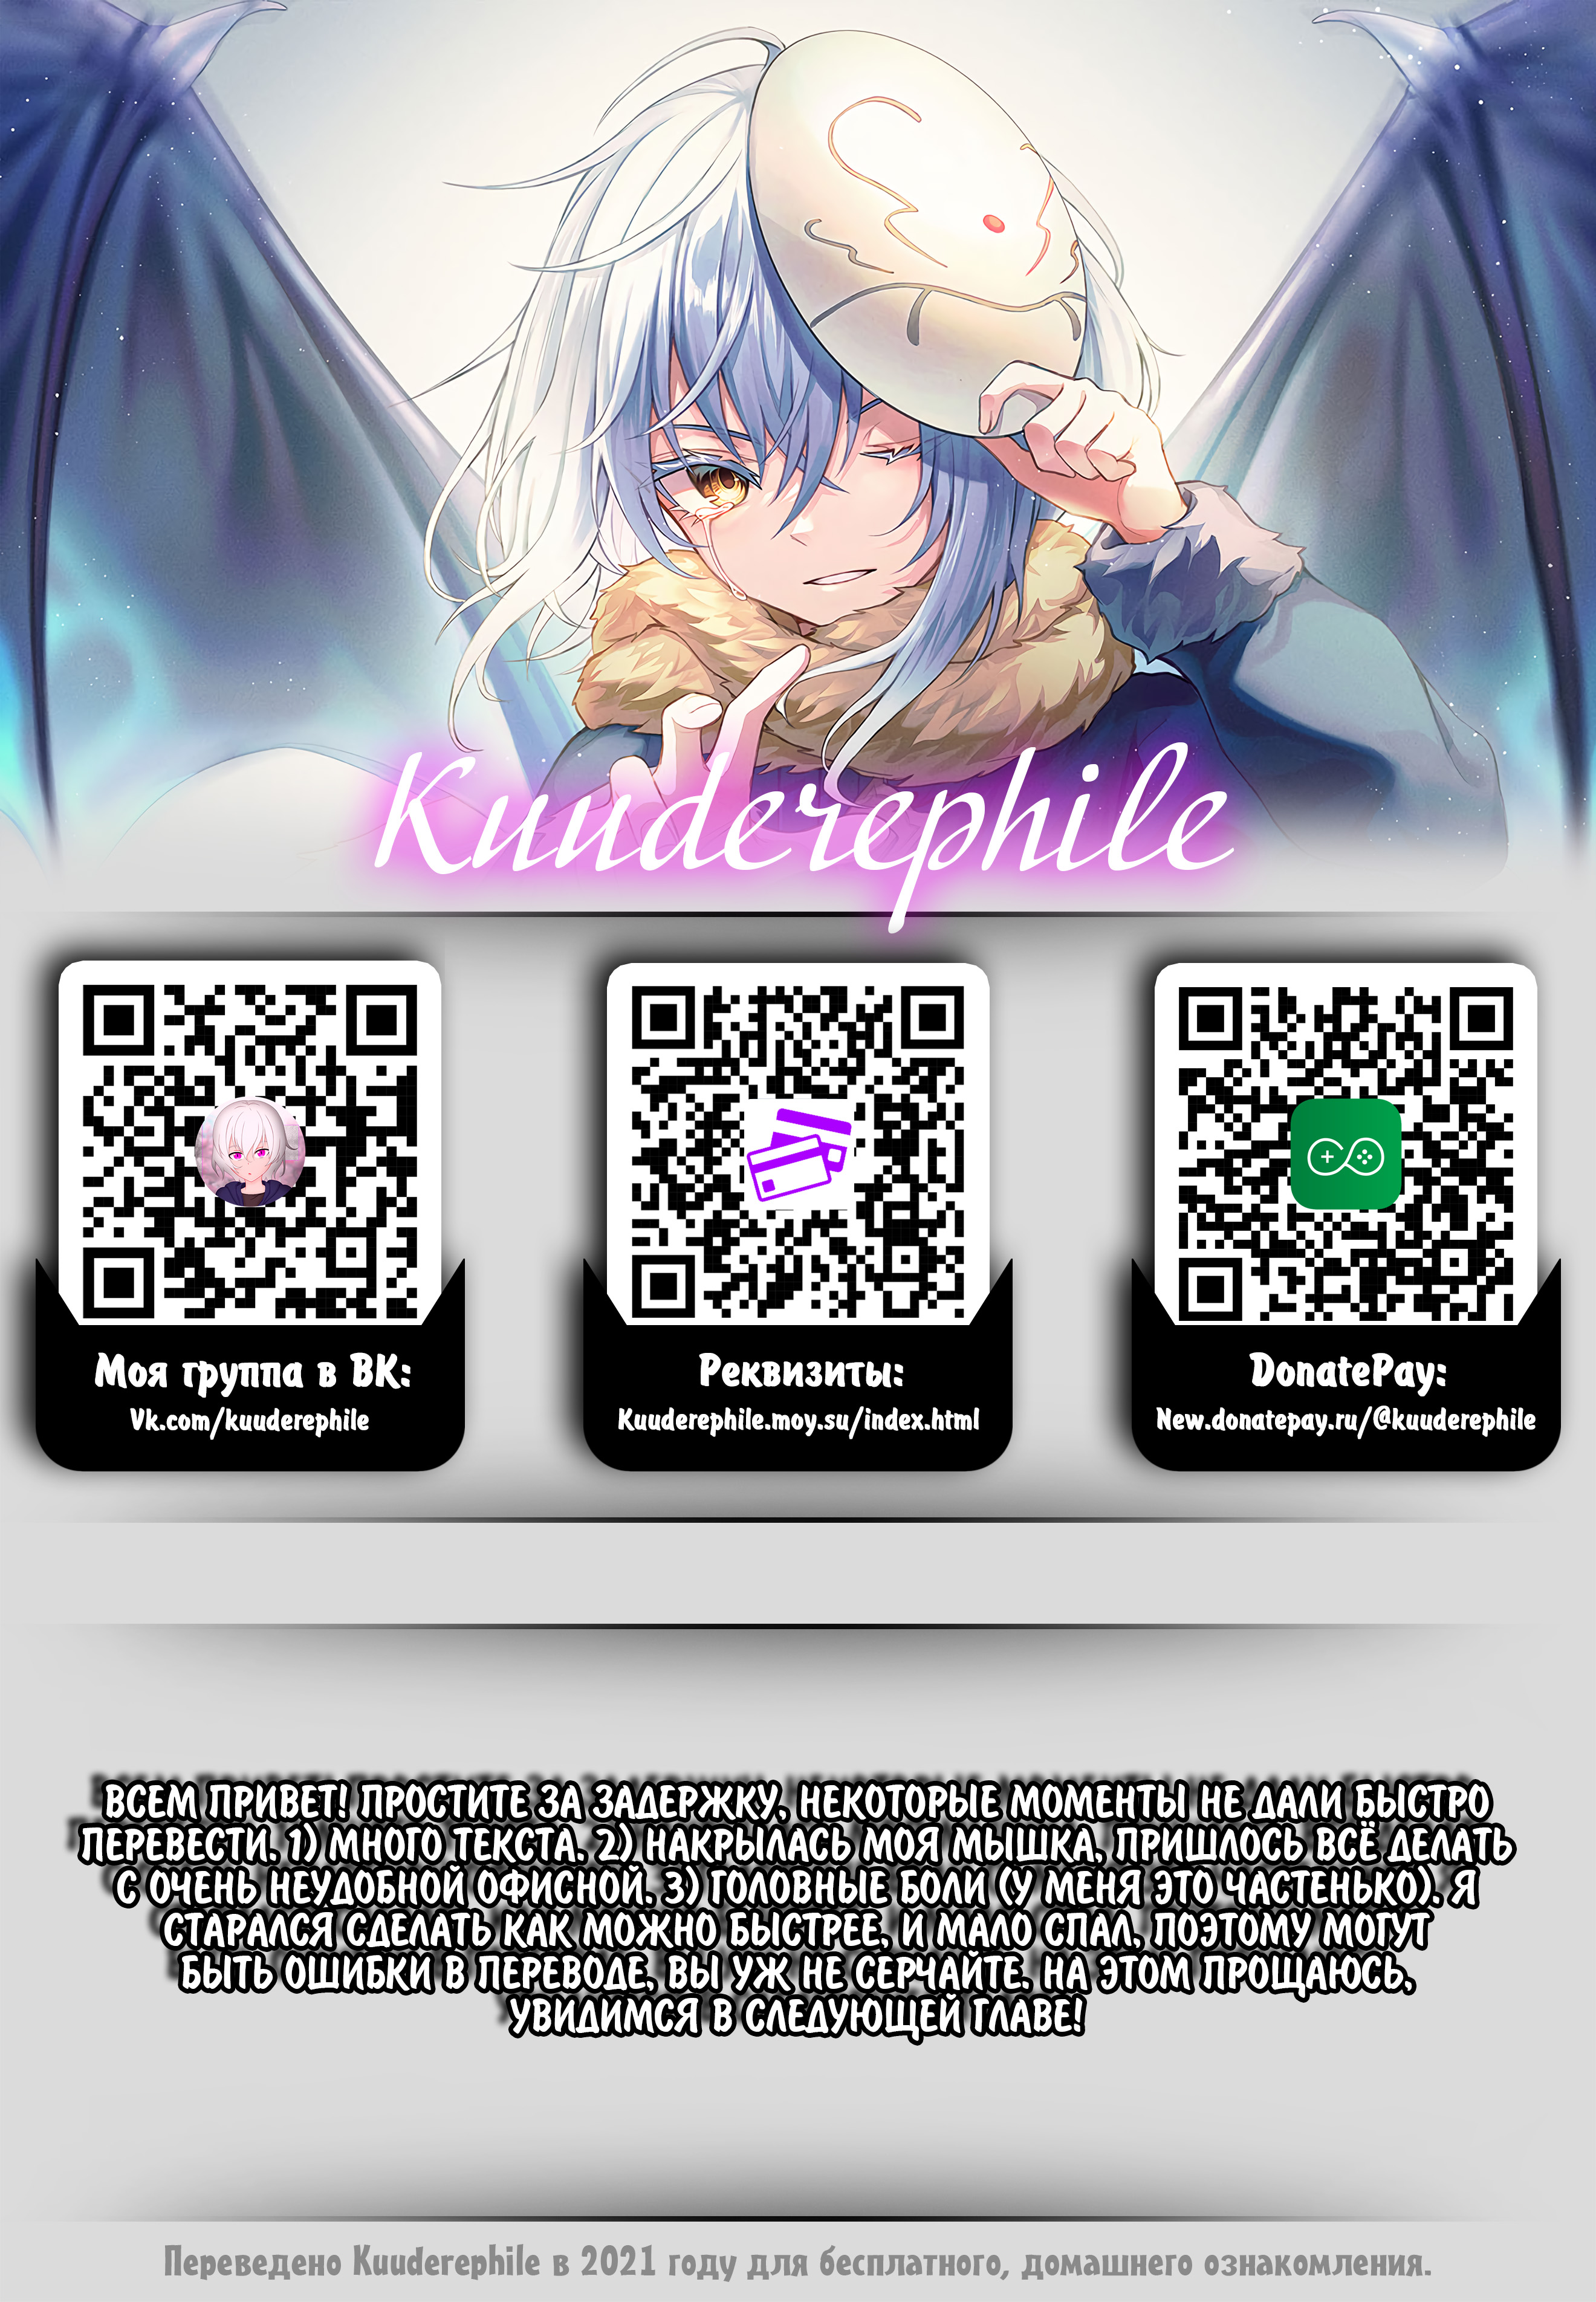 Kuuderephile
Моя группа в ВК:
Vk.com/kuuderephile
Реквизиты:
Kuuderephile.moy.su/index.html
DonatePay:
New.donatepay.ru/@kuuderephile
ВСЕМ ПРИВЕТ! ПРОСТИТЕ ЗА ЗАДЕРЖКУ, НЕКОТОРЫЕ МОМЕНТЫ НЕ ДАЛИ БЫСТРО
ПЕРЕВЕСТИ. 1) МНОГО ТЕКСТА. 2) НАКРЫЛАСЬ МОЯ МЫШКА, ПРИШЛОСЬ ВСЁ ДЕЛАТЬ
С ОЧЕНЬ НЕУДОБНОЙ ОФИСНОЙ. 3) ГОЛОВНЫЕ БОЛИ (У МЕНЯ ЭТО ЧАСТЕНЬКО). Я
СТАРАЛСЯ СДЕЛАТЬ КАК МОЖНО БЫСТРЕЕ, И МАЛО СПАЛ, ПОЭТОМУ МОГУТ
БЫТЬ ОШИБКИ В ПЕРЕВОДЕ, ВЫ УЖ НЕ СЕРЧАЙТЕ. НА ЭТОМ ПРОЩАЮСЬ,
УВИДИМСЯ В СЛЕДУЮЩЕЙ ГЛАВЕ!
Переведено Kuuderephile в 2021 году для бесплатного, домашнего ознакомления.